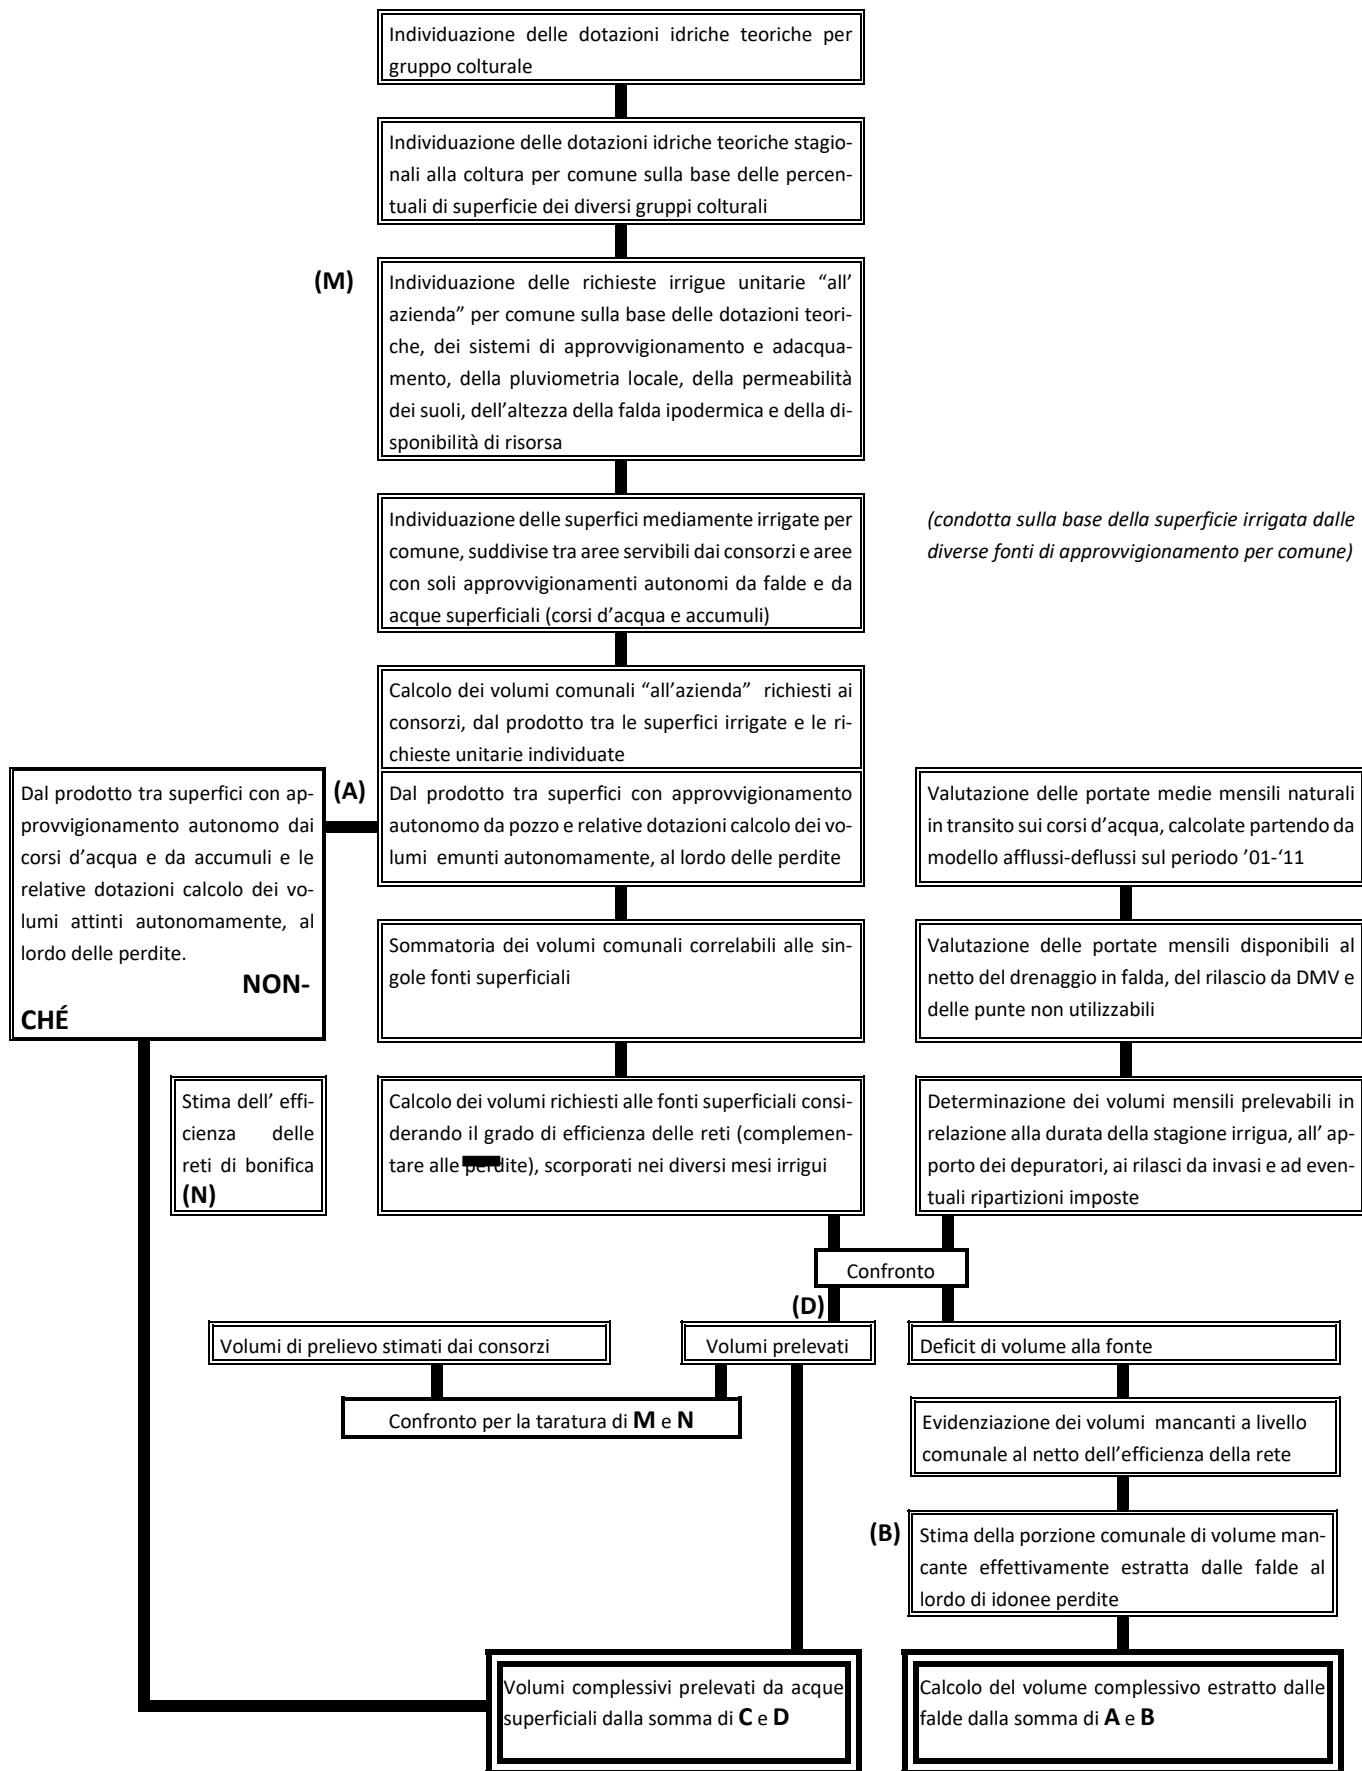 Individuazione delle dotazioni idriche teoriche per
gruppo colturale
Individuazione delle dotazioni idriche teoriche stagio-
nali alla coltura per comune sulla base delle percen-
tuali di superficie dei diversi gruppi colturali
(M)
Individuazione delle richieste irrigue unitarie “all’
azienda” per comune sulla base delle dotazioni teori-
che, dei sistemi di approvvigionamento e adacqua-
mento, della pluviometria locale, della permeabilità
dei suoli, dell’altezza della falda ipodermica e della di-
sponibilità di risorsa
Individuazione delle superfici mediamente irrigate per
comune, suddivise tra aree servibili dai consorzi e aree
con soli approvvigionamenti autonomi da falde e da
acque superficiali (corsi d’acqua e accumuli)
(condotta sulla base della superficie irrigata dalle
diverse fonti di approvvigionamento per comune)
Calcolo dei volumi comunali “all’azienda” richiesti ai
consorzi, dal prodotto tra le superfici irrigate e le ri-
chieste unitarie individuate
Dal prodotto tra superfici con ap-
provvigionamento autonomo dai
corsi d’acqua e da accumuli e le
relative dotazioni calcolo dei vo-
lumi attinti autonomamente, al
lordo delle perdite.
NON-
CHÉ
(A)
Dal prodotto tra superfici con approvvigionamento
autonomo da pozzo e relative dotazioni calcolo dei vo-
lumi emunti autonomamente, al lordo delle perdite
Valutazione delle portate medie mensili naturali
in transito sui corsi d’acqua, calcolate partendo da
modello afflussi-deflussi sul periodo ’01-‘11
Sommatoria dei volumi comunali correlabili alle sin-
gole fonti superficiali
Valutazione delle portate mensili disponibili al
netto del drenaggio in falda, del rilascio da DMV e
delle punte non utilizzabili
Stima dell’ effi-
cienza delle
reti di bonifica
(N)
Calcolo dei volumi richiesti alle fonti superficiali consi-
derando il grado di efficienza delle reti (complemen-
tare alle perdite), scorporati nei diversi mesi irrigui
Determinazione dei volumi mensili prelevabili in
relazione alla durata della stagione irrigua, all’ ap-
porto dei depuratori, ai rilasci da invasi e ad even-
tuali ripartizioni imposte
Confronto
(D)
Volumi di prelievo stimati dai consorzi
Volumi prelevati
Deficit di volume alla fonte
Confronto per la taratura di M e N
Evidenziazione dei volumi mancanti a livello
comunale al netto dell’efficienza della rete
(B)
Stima della porzione comunale di volume man-
cante effettivamente estratta dalle falde al
lordo di idonee perdite
Volumi complessivi prelevati da acque
superficiali dalla somma di C e D
Calcolo del volume complessivo estratto dalle
falde dalla somma di A e B